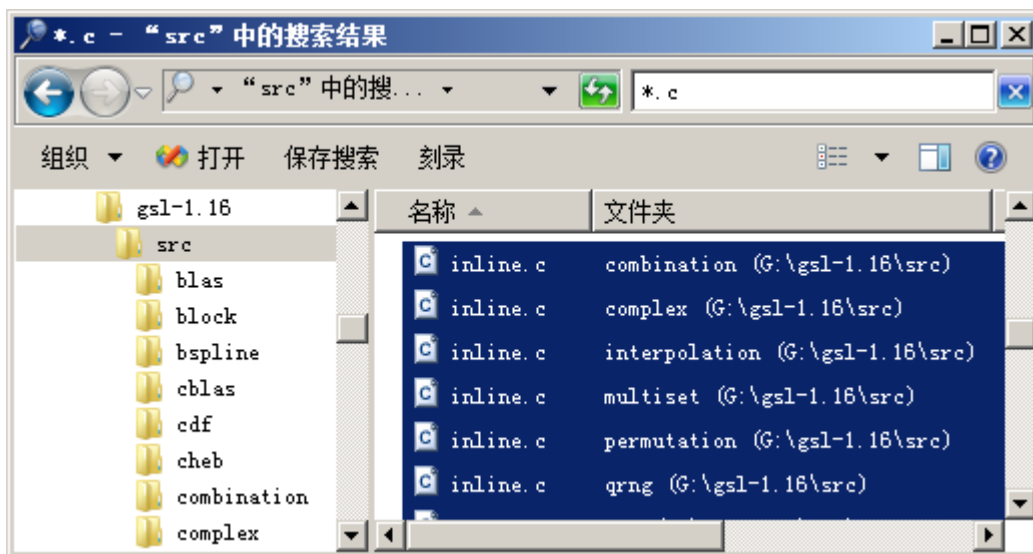 *.c - “src”中的搜索结果
“src”中的搜...
*.c
组织 打开 保存搜索 刻录
gsl-1.16
src
blas
block
bspline
cblas
cdf
cheb
combination
complex
名称 文件夹
inline.c combination (G:\gsl-1.16\src)
inline.c complex (G:\gsl-1.16\src)
inline.c interpolation (G:\gsl-1.16\src)
inline.c multiset (G:\gsl-1.16\src)
inline.c permutation (G:\gsl-1.16\src)
inline.c qrng (G:\gsl-1.16\src)